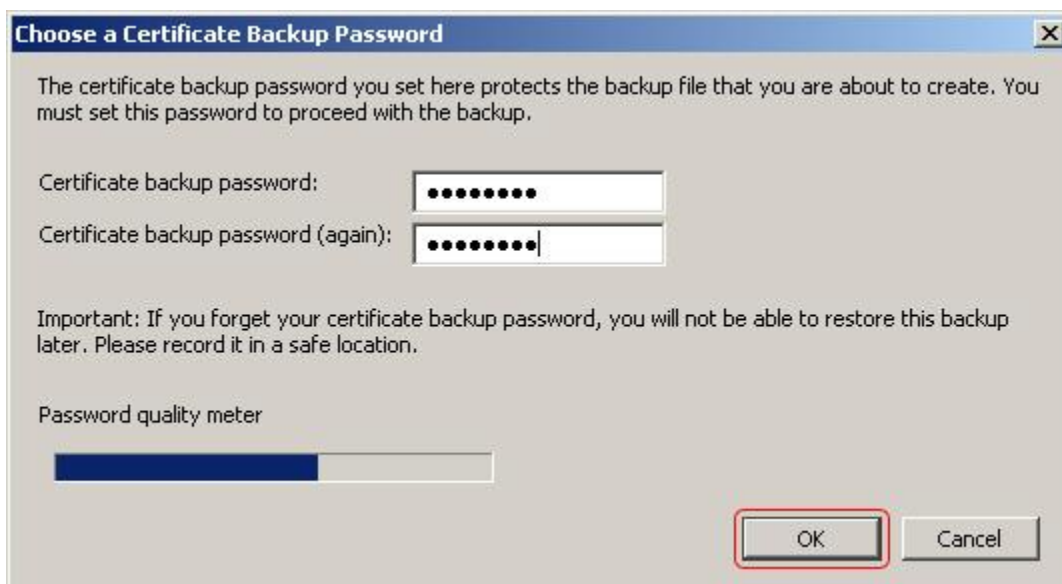 Choose a Certificate Backup Password
The certificate backup password you set here protects the backup file that you are about to create. You
must set this password to proceed with the backup.
Certificate backup password:
Certificate backup password (again):
Important: If you forget your certificate backup password, you will not be able to restore this backup
later. Please record it in a safe location.
Password quality meter
OK
Cancel